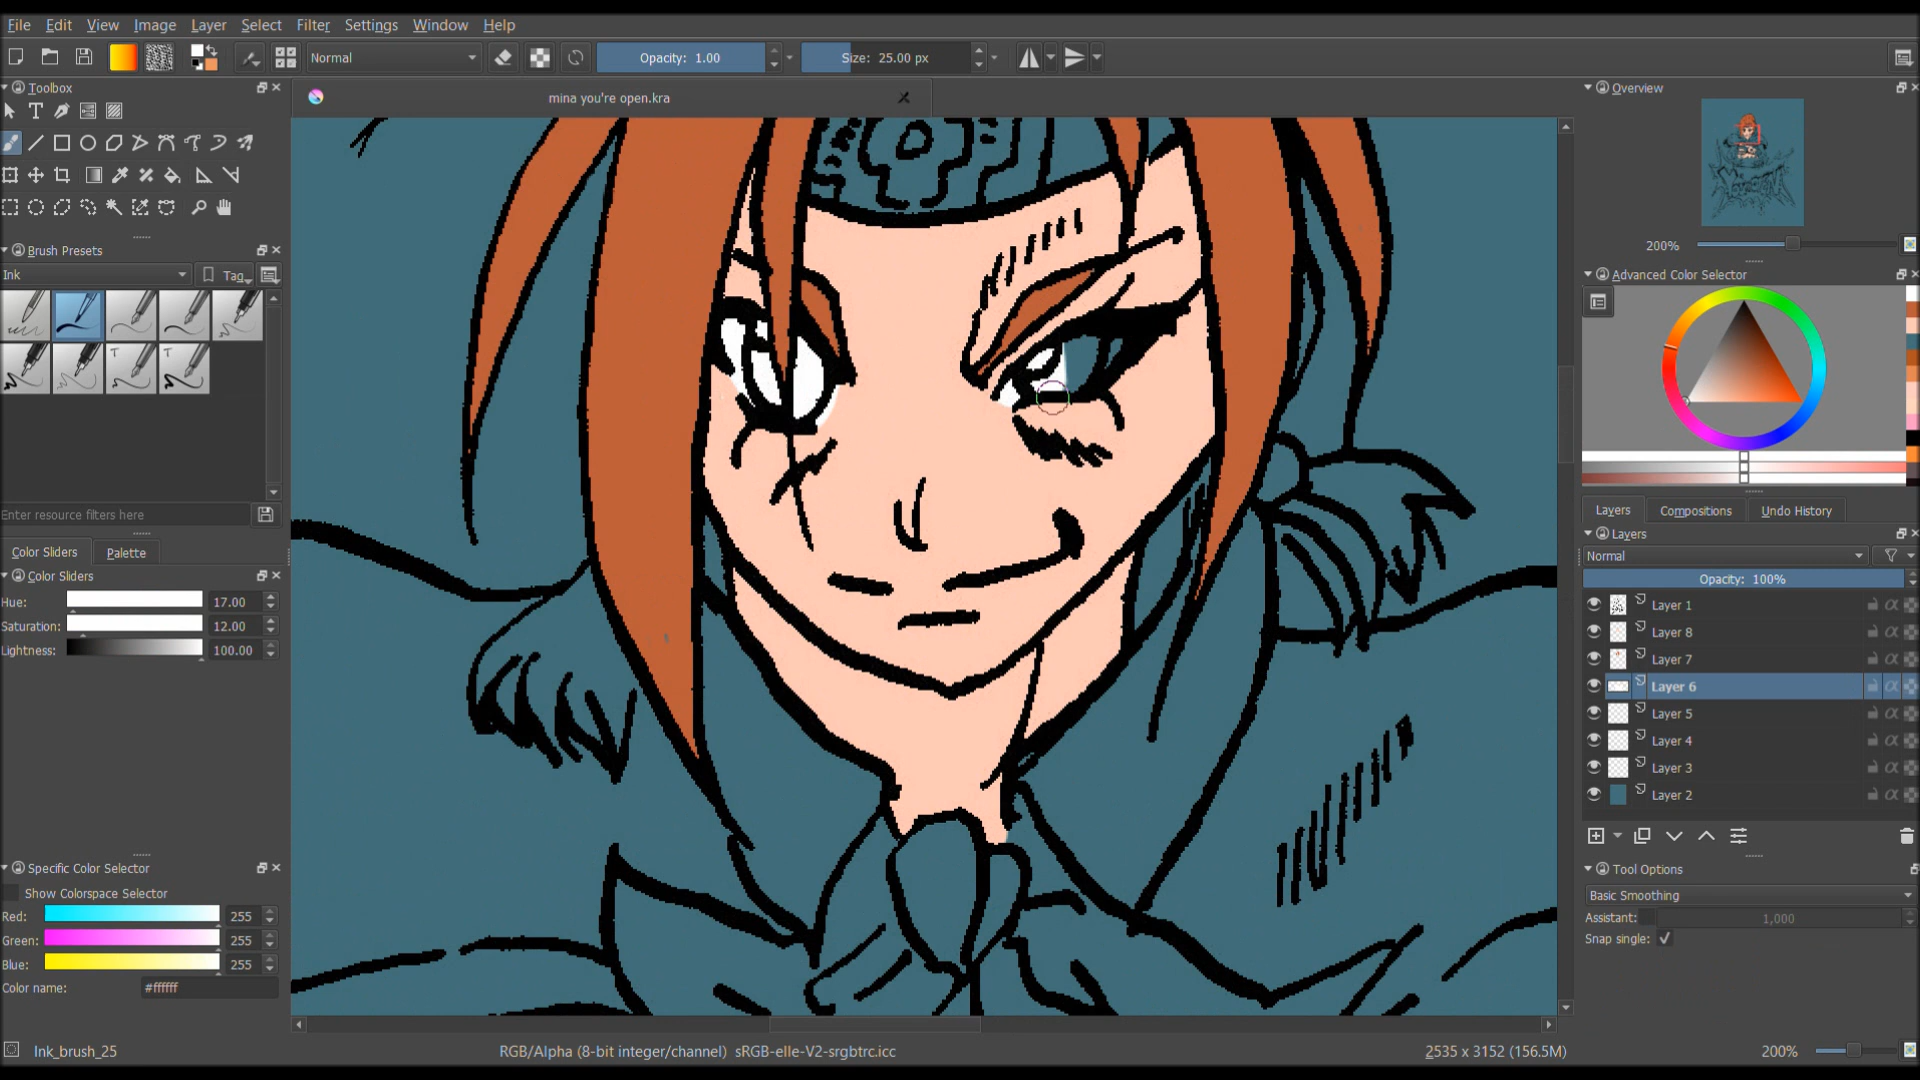 File Edit View Image Layer Select Filter Settings Window Help
Normal Opacity: 1.00 Size: 25.00 px
Toolbox
mina you're open.kra
Overview
200%
Brush Presets
Ink Tag
Advanced Color Selector
Enter resource filters here
Color Sliders Palette
Color Sliders
Hue: 17.00
Saturation: 12.00
Lightness: 100.00
Layers Compositions Undo History
Layers
Normal
Opacity: 100%
Layer 1
Layer 8
Layer 7
Layer 6
Layer 5
Layer 4
Layer 3
Layer 2
Specific Color Selector
Show Colorspace Selector
Red: 255
Green: 255
Blue: 255
Color name: #ffffff
Tool Options
Basic Smoothing
Assistant: 1,000
Snap single:
Ink_brush_25
RGB/Alpha (8-bit integer/channel) sRGB-elle-V2-srgbtrc.icc
2535 x 3152 (156.5M)
200%